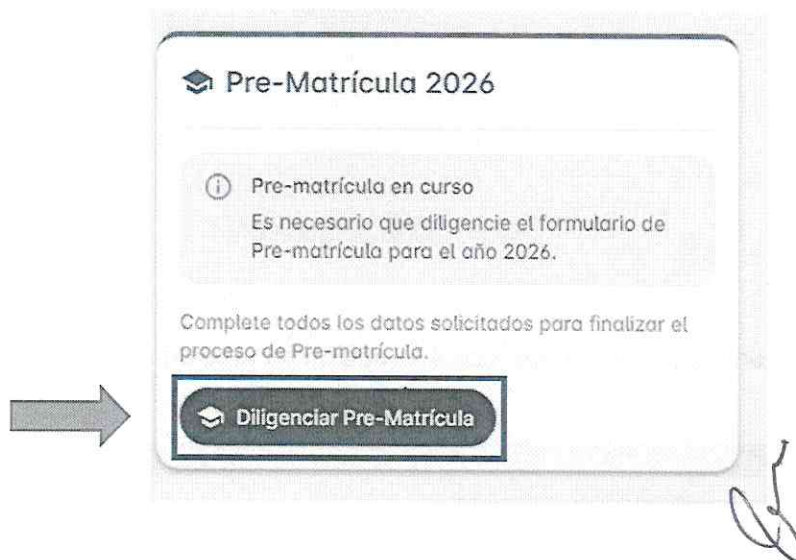 Pre-Matrícula 2026
Pre-matrícula en curso
Es necesario que diligencie el formulario de
Pre-matrícula para el año 2026.
Complete todos los datos solicitados para finalizar el
proceso de Pre-matrícula.
Diligenciar Pre-Matrícula